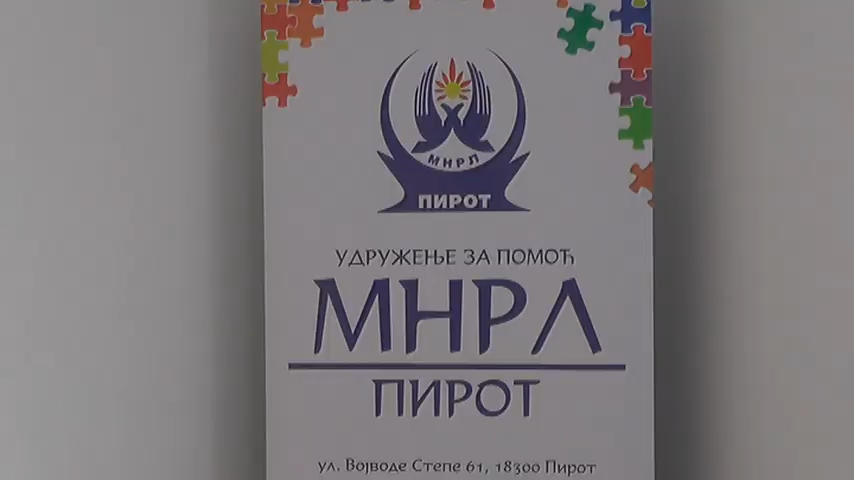 МНРЛ
ПИРОТ
УДРУЖЕЊЕ ЗА ПОМОЋ
МНРЛ
ПИРОТ
ул. Војводе Степе 61, 18300 Пирот